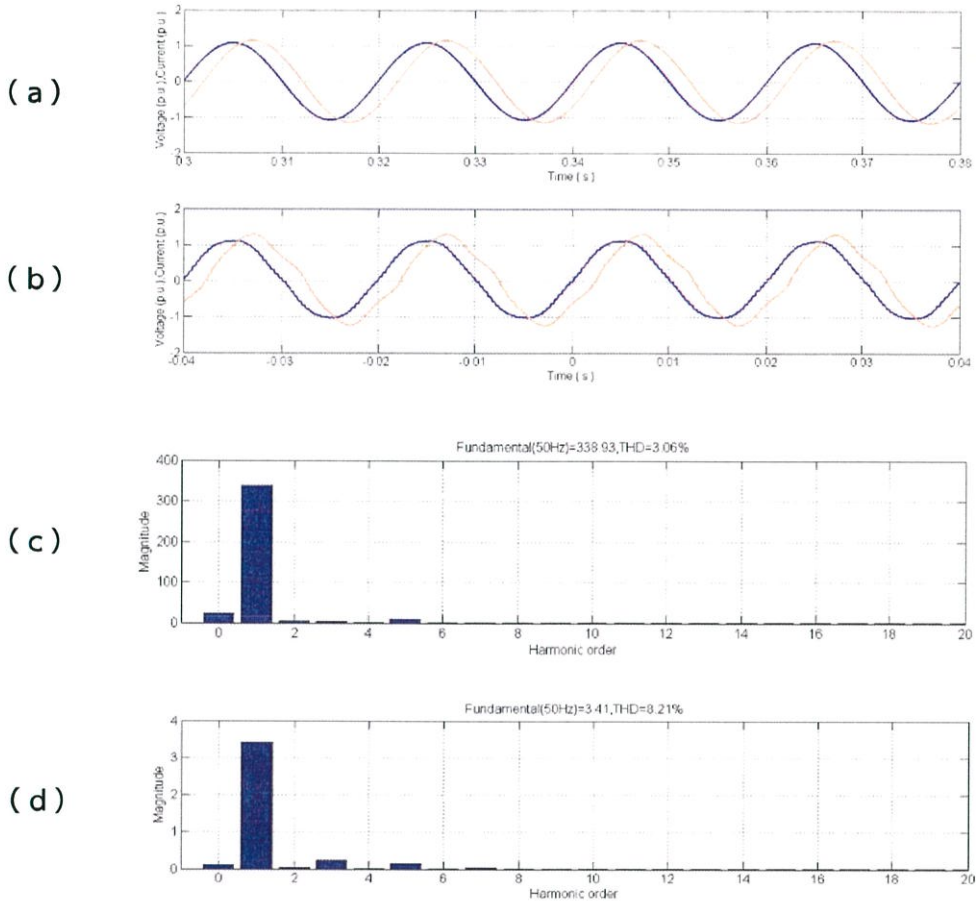 (a)
Voltage (p.u.),Current (p.u.)
2
1
0
-1
-2
0.3 0.31 0.32 0.33 0.34 0.35 0.36 0.37 0.38
Time ( s )
(b)
Voltage (p.u.),Current (p.u.)
2
1
0
-1
-2
-0.04 -0.03 -0.02 -0.01 0 0.01 0.02 0.03 0.04
Time ( s )
(c)
Fundamental(50Hz)=338.93,THD=3.06%
Magnitude
400
300
200
100
0
0 2 4 6 8 10 12 14 16 18 20
Harmonic order
(d)
Fundamental(50Hz)=3.41,THD=8.21%
Magnitude
4
3
2
1
0
0 2 4 6 8 10 12 14 16 18 20
Harmonic order